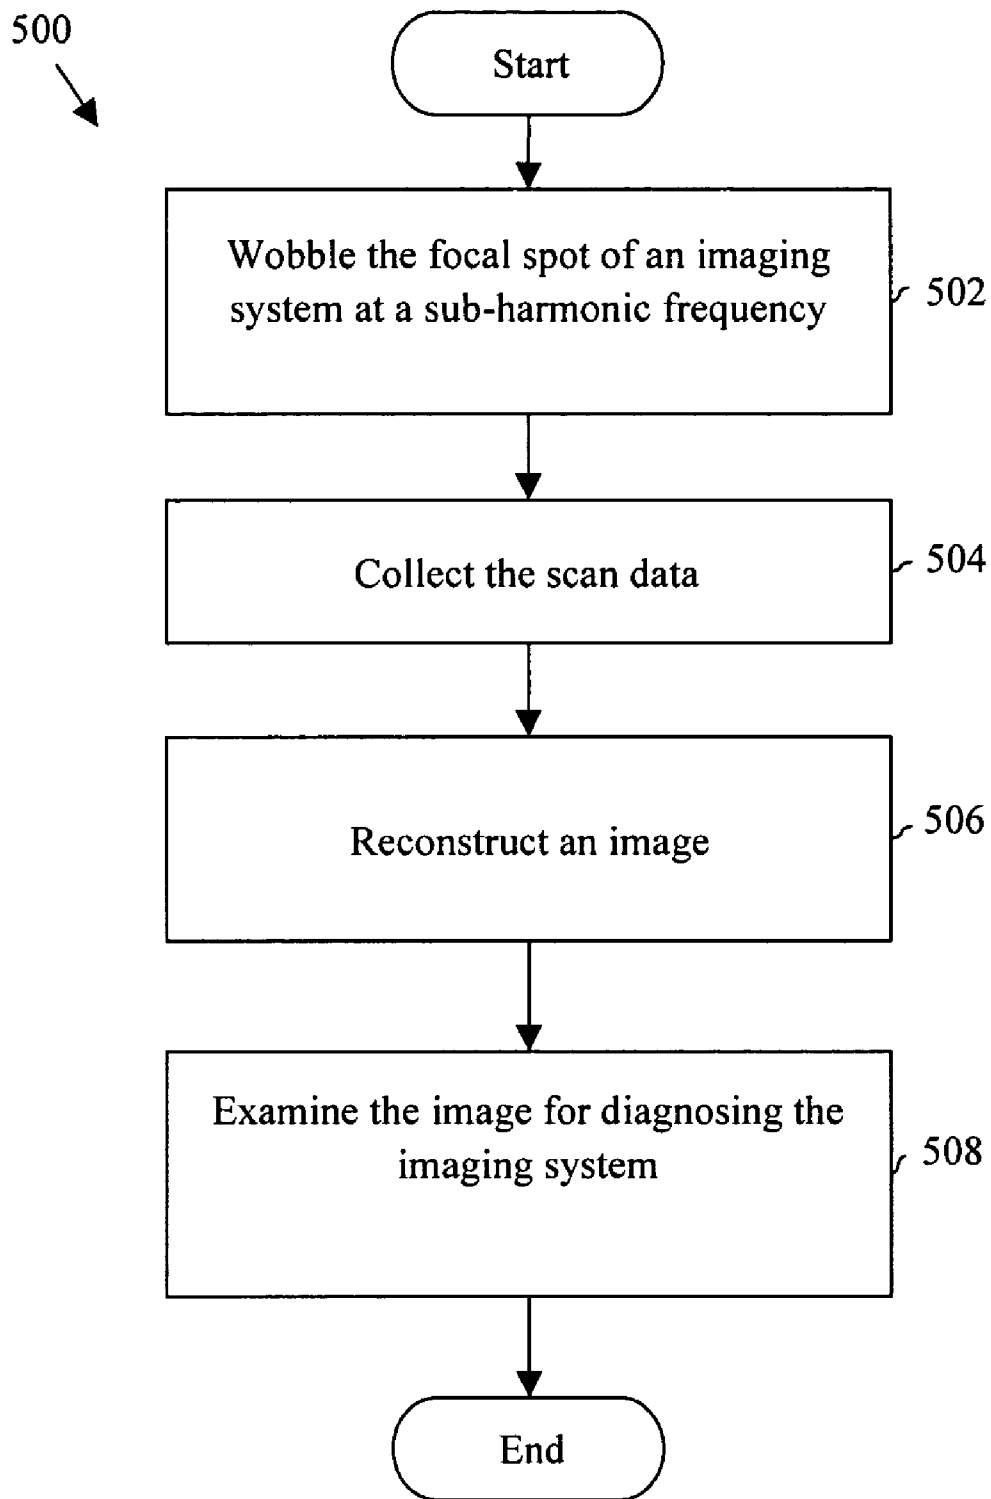 500
Start
Wobble the focal spot of an imaging
system at a sub-harmonic frequency
502
Collect the scan data
504
Reconstruct an image
506
Examine the image for diagnosing the
imaging system
508
End